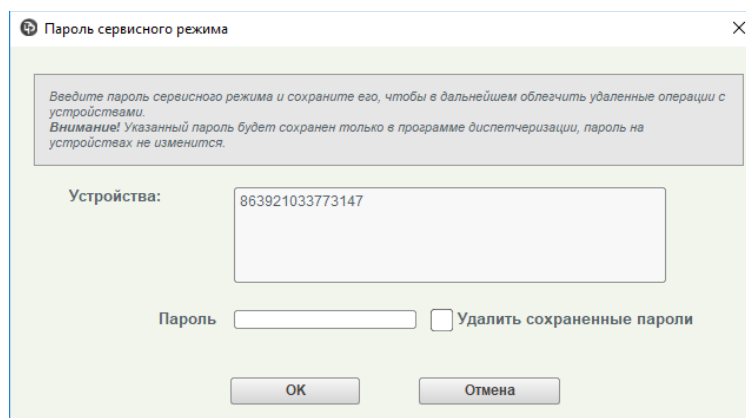 Пароль сервисного режима
Введите пароль сервисного режима и сохраните его, чтобы в дальнейшем облегчить удаленные операции с
устройствами.
Внимание! Указанный пароль будет сохранен только в программе диспетчеризации, пароль на
устройствах не изменится.
Устройства:
863921033773147
Пароль
Удалить сохраненные пароли
OK
Отмена